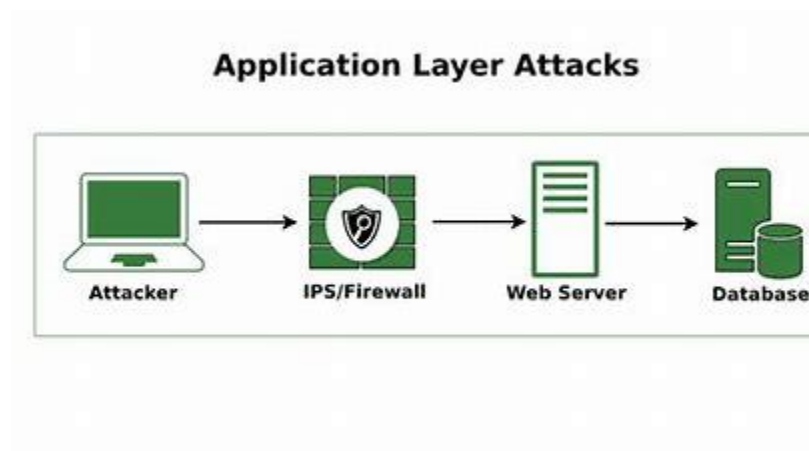 Application Layer Attacks
Attacker
IPS/Firewall
Web Server
Database